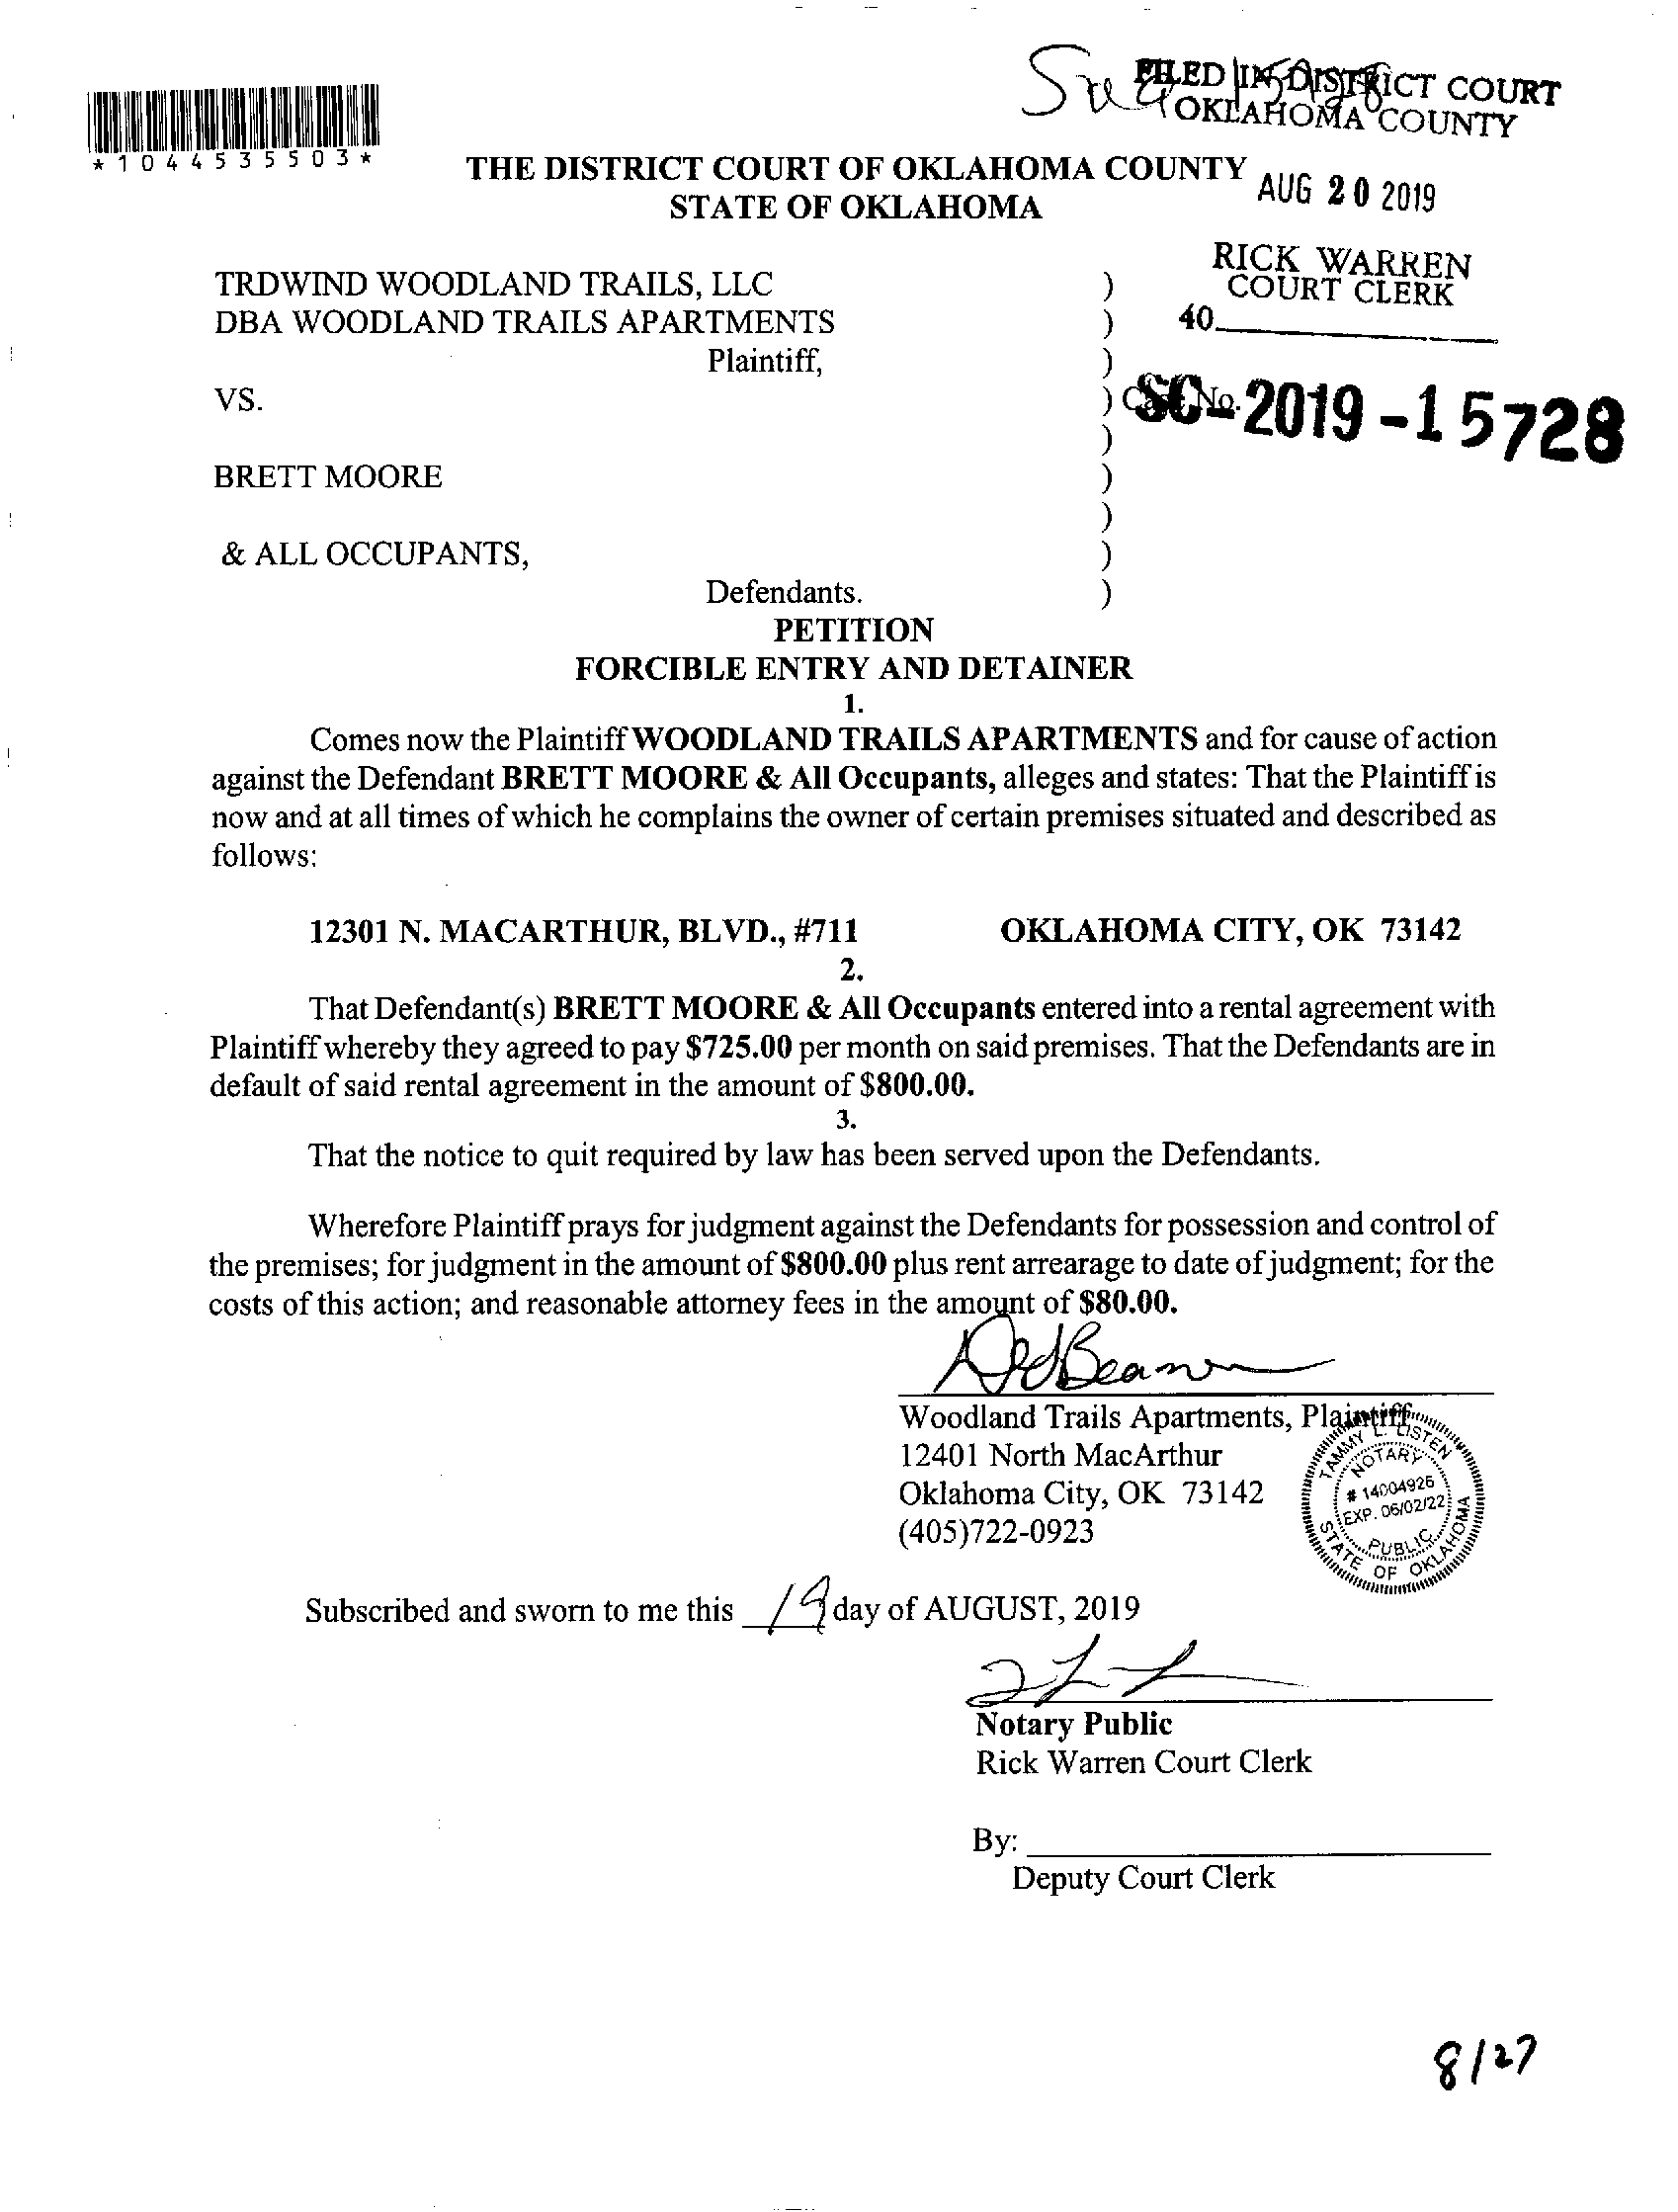 FILED IN DISTRICT COURT
OKLAHOMA COUNTY
*1044535503*
THE DISTRICT COURT OF OKLAHOMA COUNTY
STATE OF OKLAHOMA
AUG 20 2019
RICK WARREN
COURT CLERK
40
TRDWIND WOODLAND TRAILS, LLC )
DBA WOODLAND TRAILS APARTMENTS )
Plaintiff, )
VS. ) Case No. SC-2019-15728
)
BRETT MOORE )
)
& ALL OCCUPANTS, )
Defendants. )
PETITION
FORCIBLE ENTRY AND DETAINER
1.
Comes now the Plaintiff WOODLAND TRAILS APARTMENTS and for cause of action
against the Defendant BRETT MOORE & All Occupants, alleges and states: That the Plaintiff is
now and at all times of which he complains the owner of certain premises situated and described as
follows:
12301 N. MACARTHUR, BLVD., #711 OKLAHOMA CITY, OK 73142
2.
That Defendant(s) BRETT MOORE & All Occupants entered into a rental agreement with
Plaintiff whereby they agreed to pay $725.00 per month on said premises. That the Defendants are in
default of said rental agreement in the amount of $800.00.
3.
That the notice to quit required by law has been served upon the Defendants.
Wherefore Plaintiff prays for judgment against the Defendants for possession and control of
the premises; for judgment in the amount of $800.00 plus rent arrearage to date of judgment; for the
costs of this action; and reasonable attorney fees in the amount of $80.00.
Woodland Trails Apartments, Plaintiff
12401 North MacArthur
Oklahoma City, OK 73142
(405)722-0923
TAMMY L. LISTEN
NOTARY
# 14004926
EXP. 06/02/22
PUBLIC
STATE OF OKLAHOMA
Subscribed and sworn to me this 19 day of AUGUST, 2019
Notary Public
Rick Warren Court Clerk
By:
Deputy Court Clerk
8/27